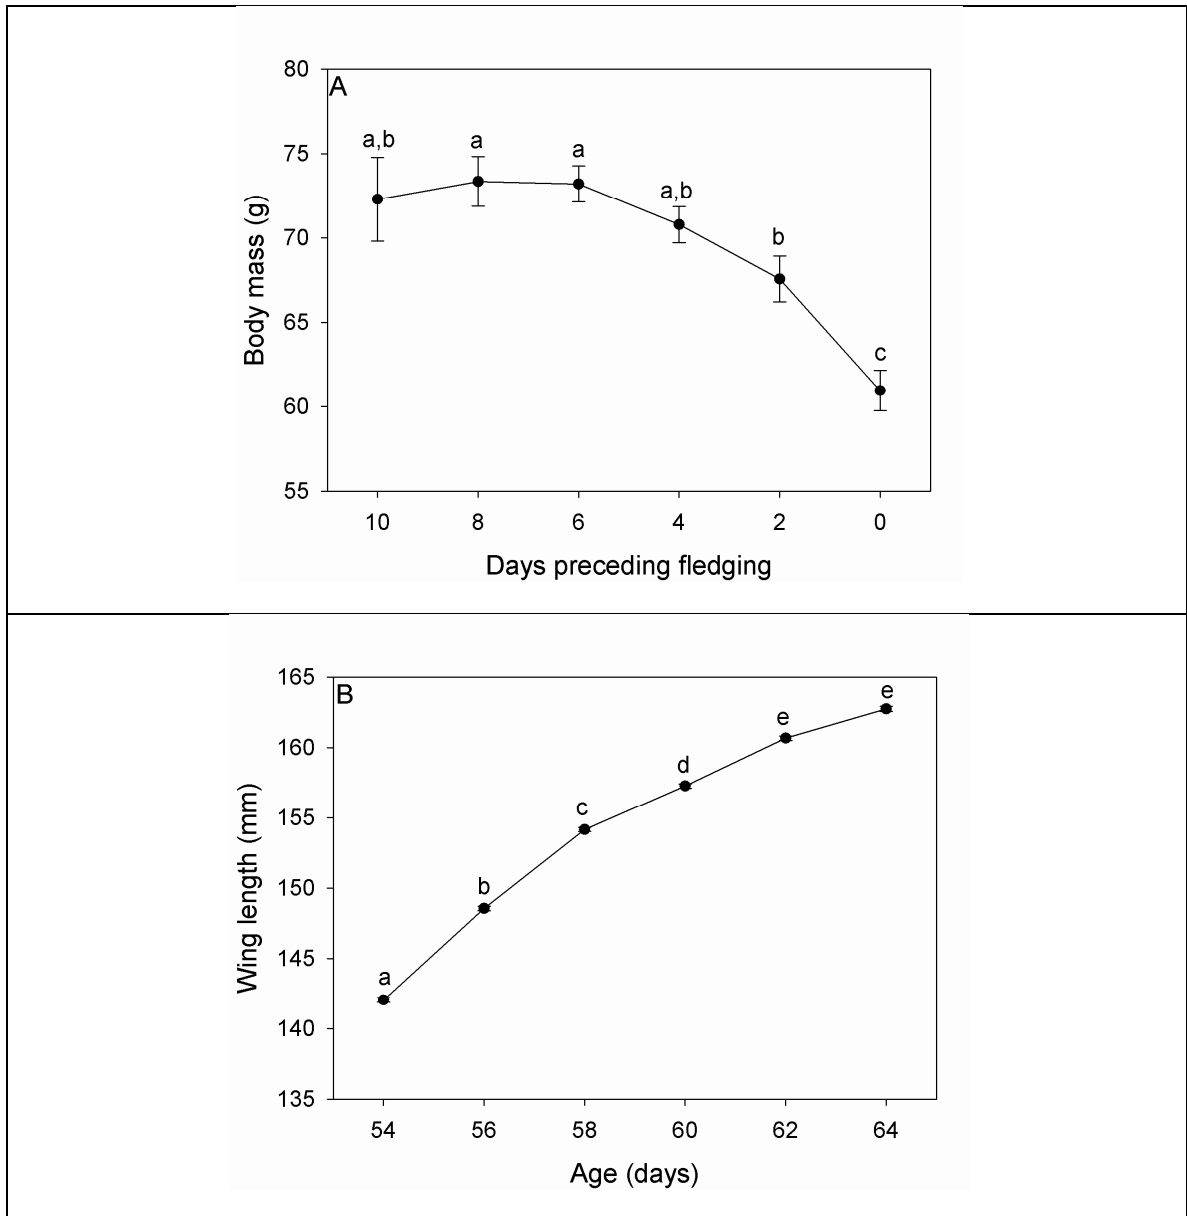 80
A
a,b
a
a
75
a,b
70
b
65
c
60
55
Body mass (g)
10 8 6 4 2 0
Days preceding fledging
165
B
e
e
160
d
155
c
150
b
145
a
140
135
Wing length (mm)
54 56 58 60 62 64
Age (days)